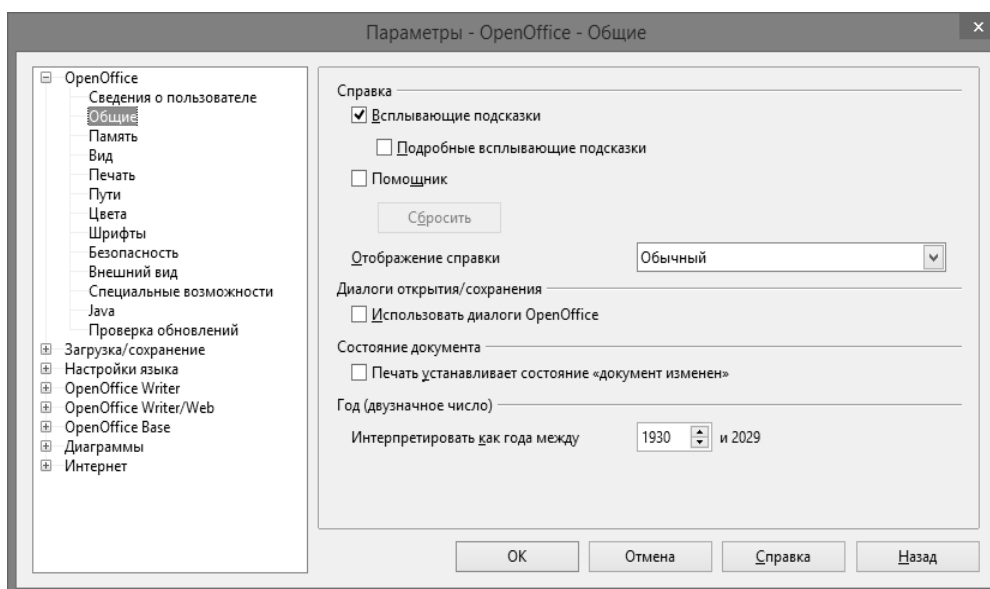 Параметры - OpenOffice - Общие
OpenOffice
Сведения о пользователе
Общие
Память
Вид
Печать
Пути
Цвета
Шрифты
Безопасность
Внешний вид
Специальные возможности
Java
Проверка обновлений
Загрузка/сохранение
Настройки языка
OpenOffice Writer
OpenOffice Writer/Web
OpenOffice Base
Диаграммы
Интернет
Справка
Всплывающие подсказки
Подробные всплывающие подсказки
Помощник
Сбросить
Отображение справки Обычный
Диалоги открытия/сохранения
Использовать диалоги OpenOffice
Состояние документа
Печать устанавливает состояние «документ изменен»
Год (двузначное число)
Интерпретировать как года между 1930 и 2029
OK Отмена Справка Назад